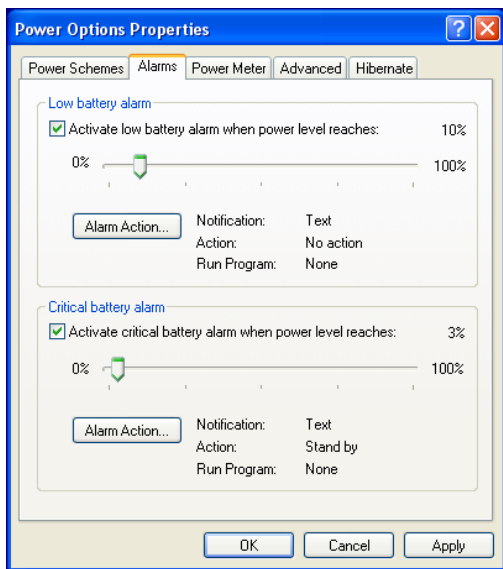 Power Options Properties
Power Schemes Alarms Power Meter Advanced Hibernate
Low battery alarm
Activate low battery alarm when power level reaches: 10%
0% 100%
Alarm Action... Notification: Text
Action: No action
Run Program: None
Critical battery alarm
Activate critical battery alarm when power level reaches: 3%
0% 100%
Alarm Action... Notification: Text
Action: Stand by
Run Program: None
OK Cancel Apply